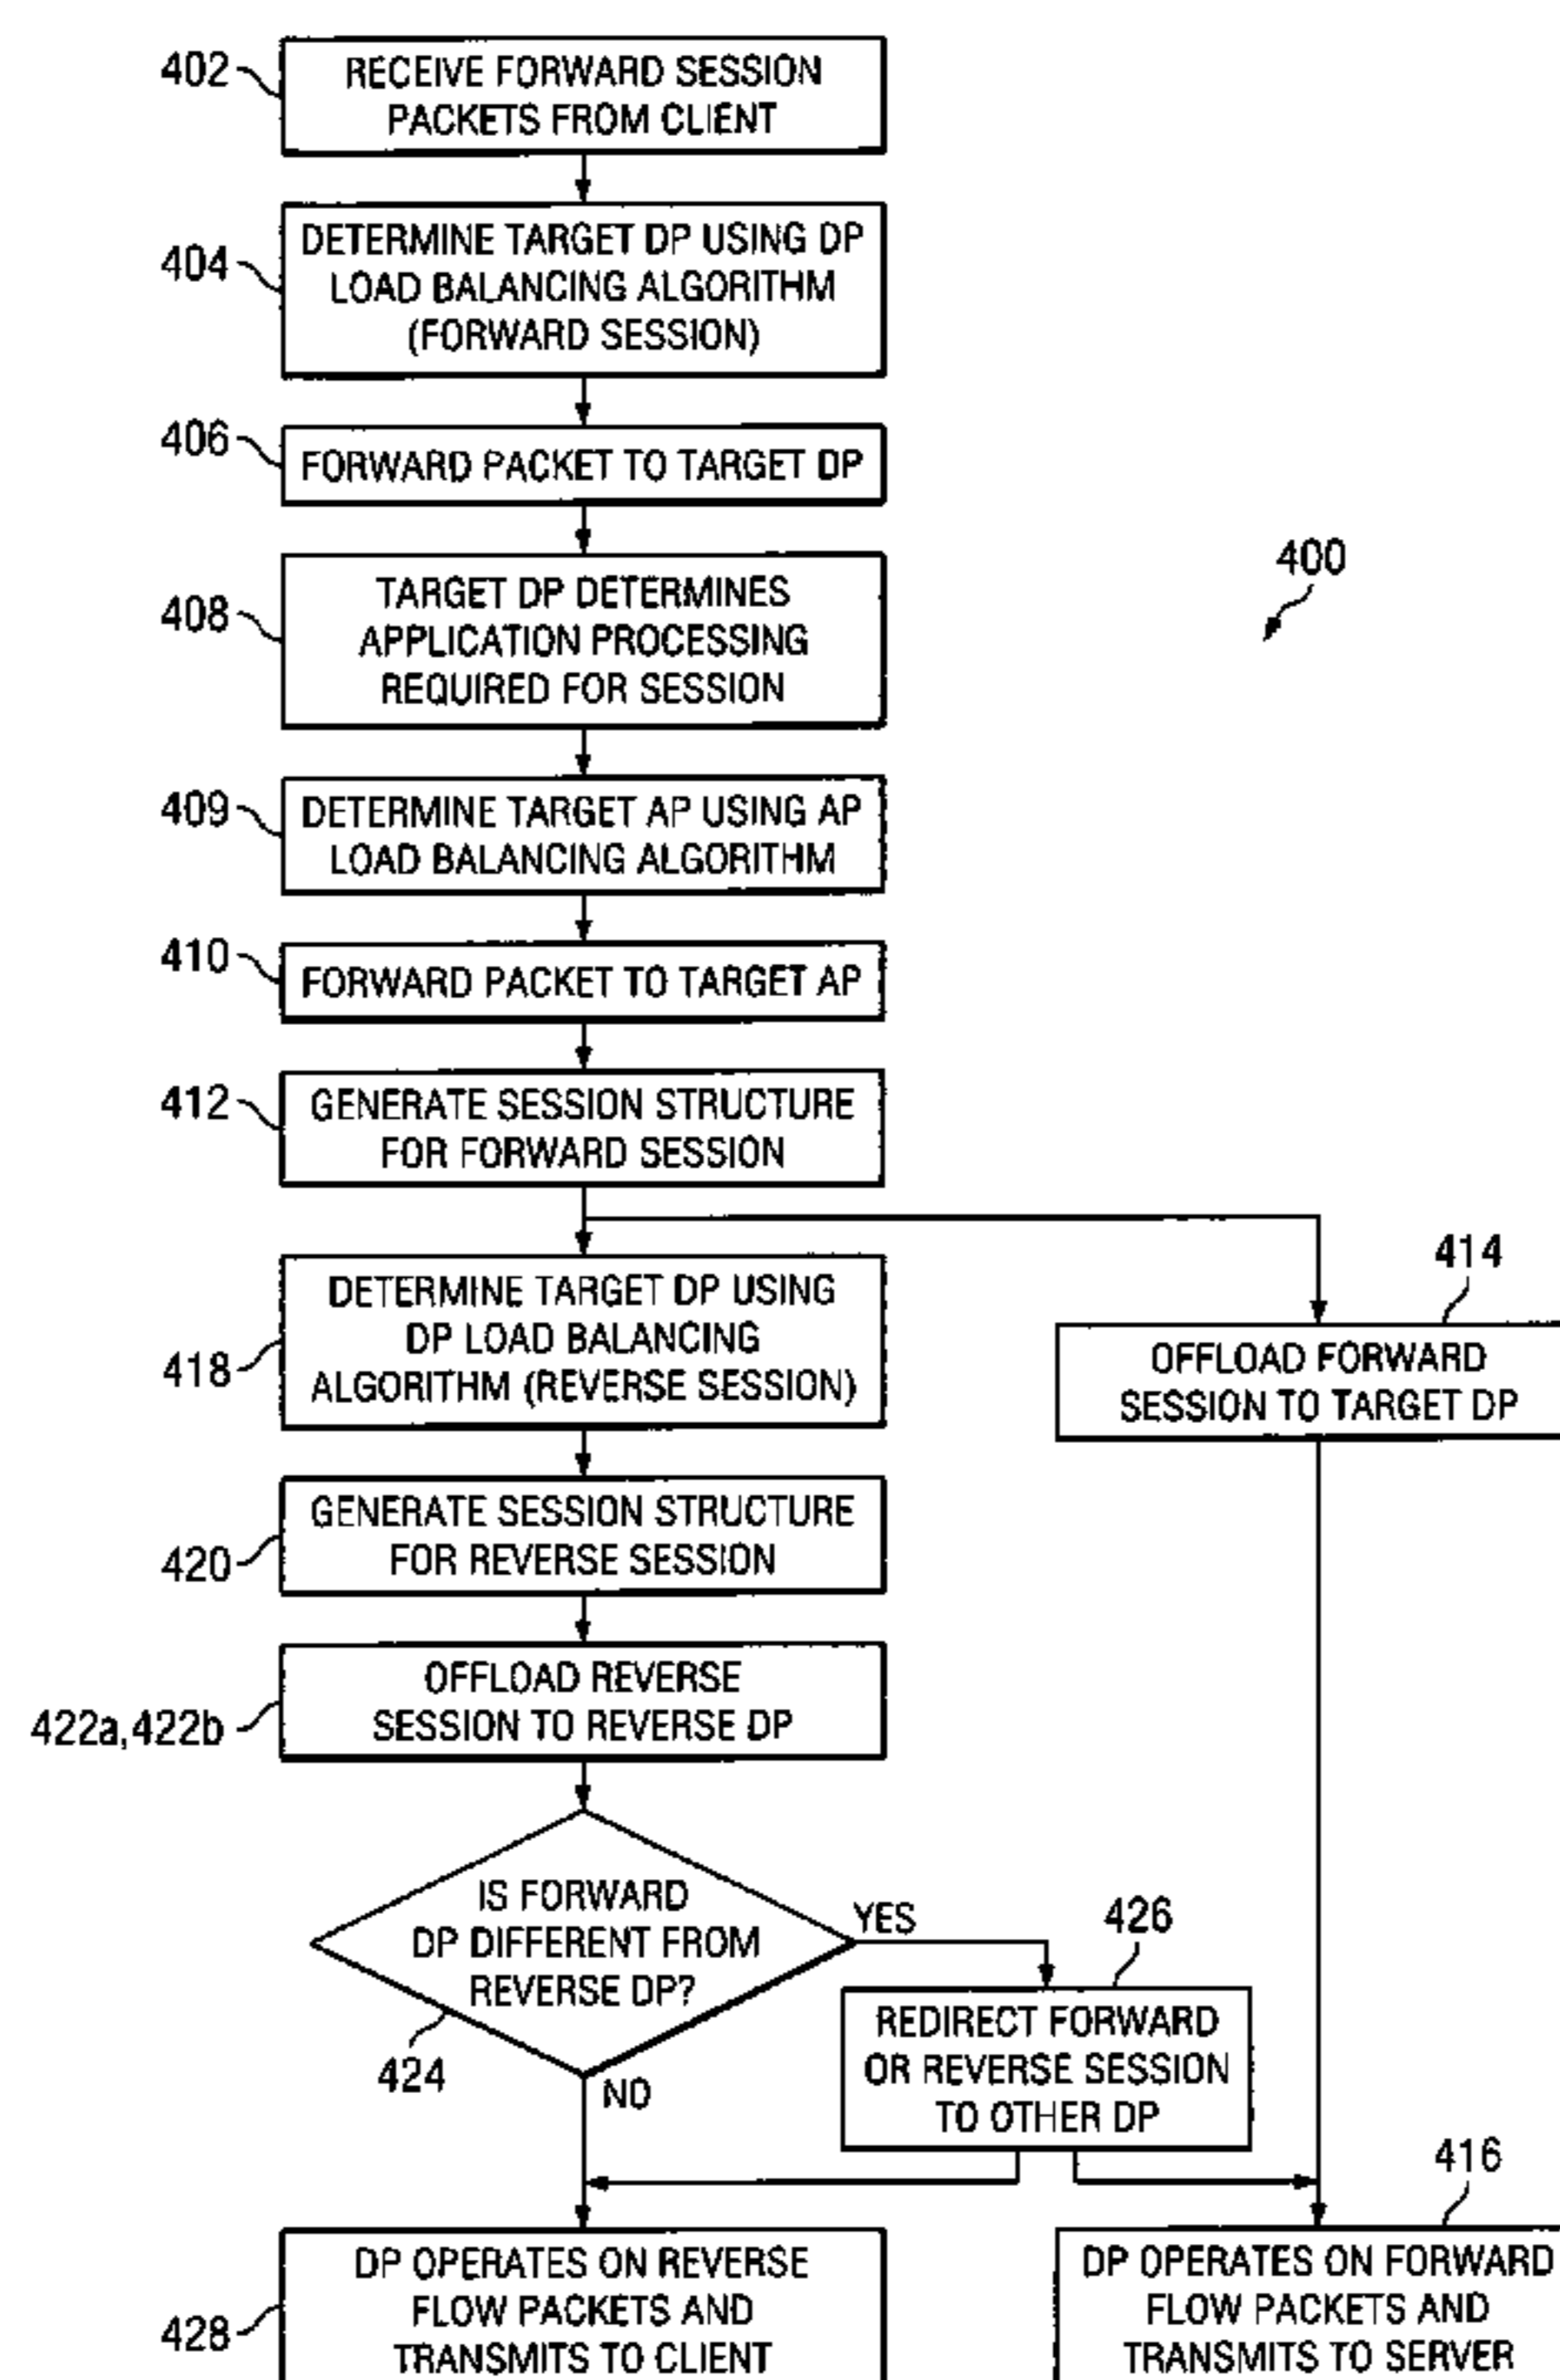 402
RECEIVE FORWARD SESSION
PACKETS FROM CLIENT
404
DETERMINE TARGET DP USING DP
LOAD BALANCING ALGORITHM
(FORWARD SESSION)
406
FORWARD PACKET TO TARGET DP
400
408
TARGET DP DETERMINES
APPLICATION PROCESSING
REQUIRED FOR SESSION
409
DETERMINE TARGET AP USING AP
LOAD BALANCING ALGORITHM
410
FORWARD PACKET TO TARGET AP
412
GENERATE SESSION STRUCTURE
FOR FORWARD SESSION
418
DETERMINE TARGET DP USING
DP LOAD BALANCING
ALGORITHM (REVERSE SESSION)
414
OFFLOAD FORWARD
SESSION TO TARGET DP
420
GENERATE SESSION STRUCTURE
FOR REVERSE SESSION
422a,422b
OFFLOAD REVERSE
SESSION TO REVERSE DP
IS FORWARD
DP DIFFERENT FROM
REVERSE DP?
424
YES
NO
426
REDIRECT FORWARD
OR REVERSE SESSION
TO OTHER DP
428
DP OPERATES ON REVERSE
FLOW PACKETS AND
TRANSMITS TO CLIENT
416
DP OPERATES ON FORWARD
FLOW PACKETS AND
TRANSMITS TO SERVER